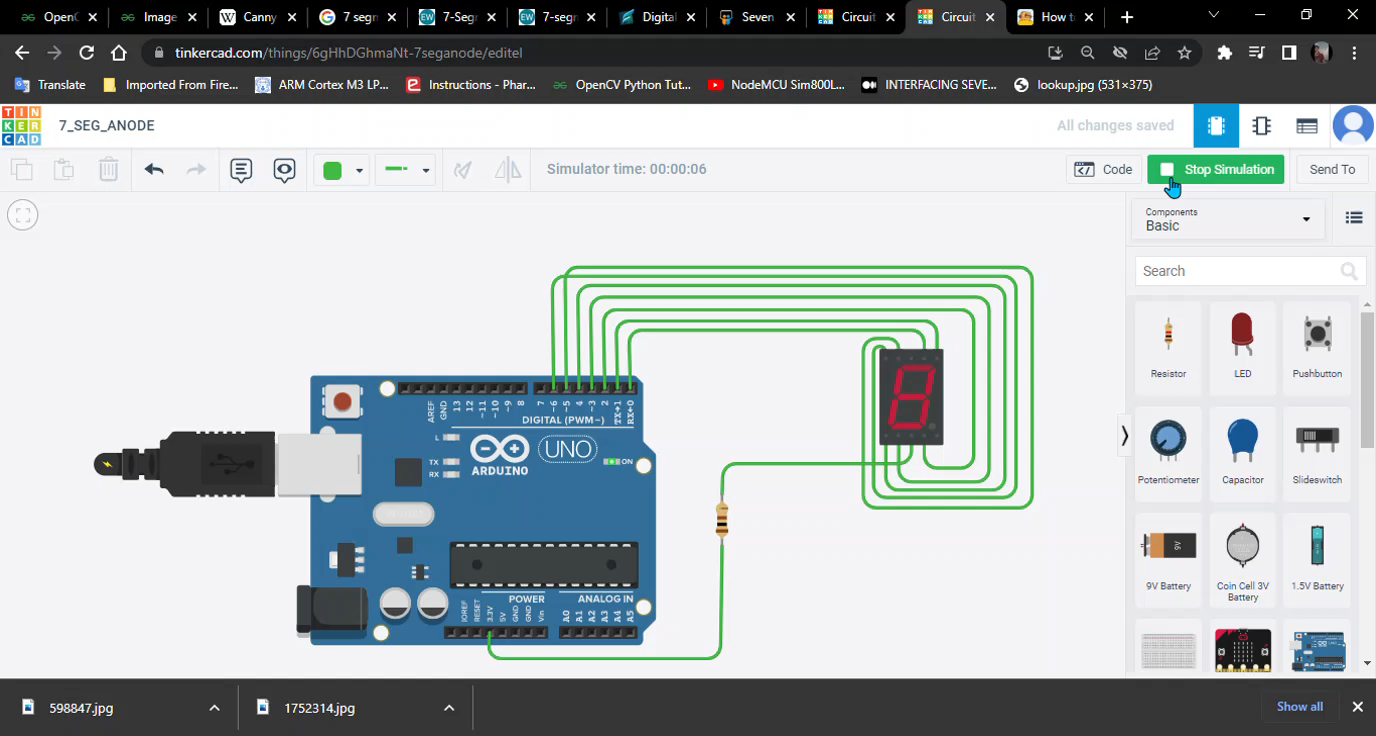 OpenC Image Canny 7 segn 7-Seg 7-segn Digital Seven Circuit Circuit How to
tinkercad.com/things/6gHhDGhmaNt-7seganode/editel
Translate Imported From Fire... ARM Cortex M3 LP... Instructions - Phar... OpenCV Python Tut... NodeMCU Sim800L... INTERFACING SEVE... lookup.jpg (531×375)
TIN
KER
CAD
7_SEG_ANODE
All changes saved
Simulator time: 00:00:06
Code
Stop Simulation
Send To
Components
Basic
Search
Resistor LED Pushbutton
Potentiometer Capacitor Slideswitch
9V Battery Coin Cell 3V Battery 1.5V Battery
AREF GND 13 12 ~11 ~10 ~9 8 7 ~6 ~5 4 ~3 2 TX→1 RX←0
DIGITAL (PWM~)
L
TX
RX
UNO
ARDUINO
ON
8
POWER ANALOG IN
IOREF RESET 3.3V 5V GND GND Vin A0 A1 A2 A3 A4 A5
9V
598847.jpg
1752314.jpg
Show all